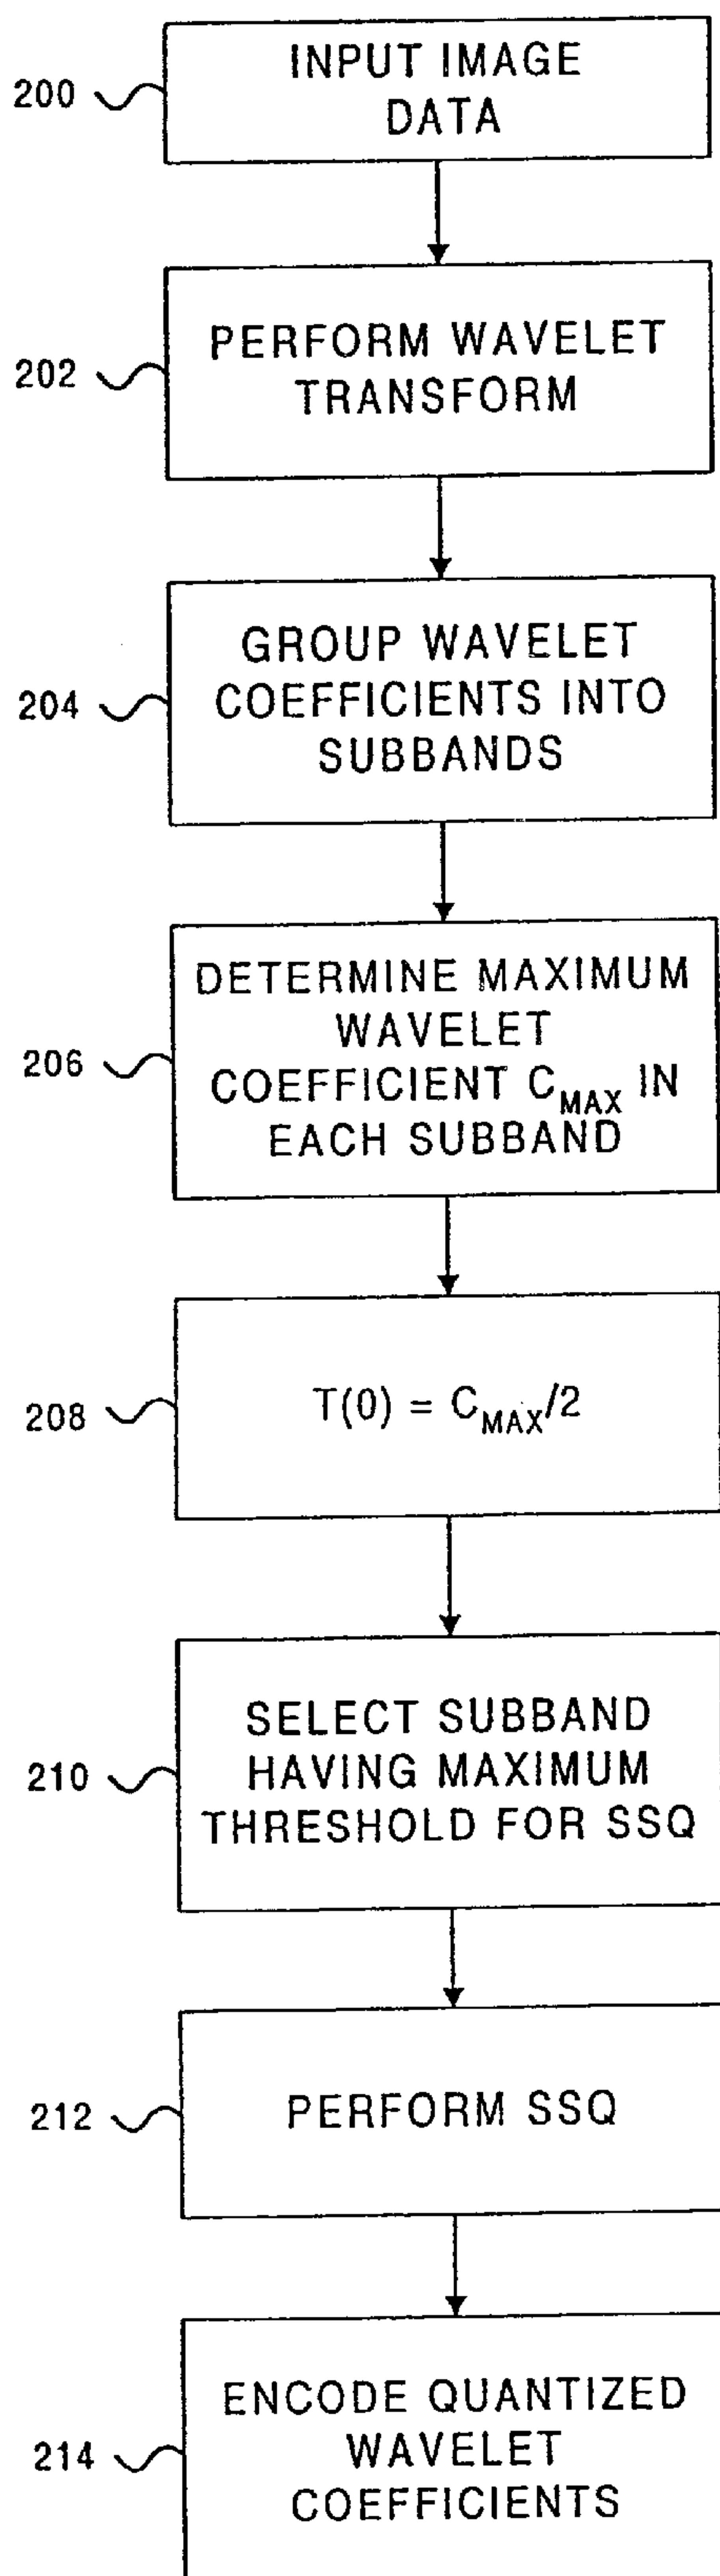 INPUT IMAGE
200
DATA
PERFORM WAVELET
202
TRANSFORM
GROUP WAVELET
204
COEFFICIENTS INTO
SUBBANDS
DETERMINE MAXIMUM
WAVELET
206
COEFFICIENT CMAX IN
EACH SUBBAND
208
T(0) = CMAX/2
SELECT SUBBAND
210
HAVING MAXIMUM
THRESHOLD FOR SSQ
212
PERFORM SSQ
ENCODE QUANTIZED
214
WAVELET
COEFFICIENTS